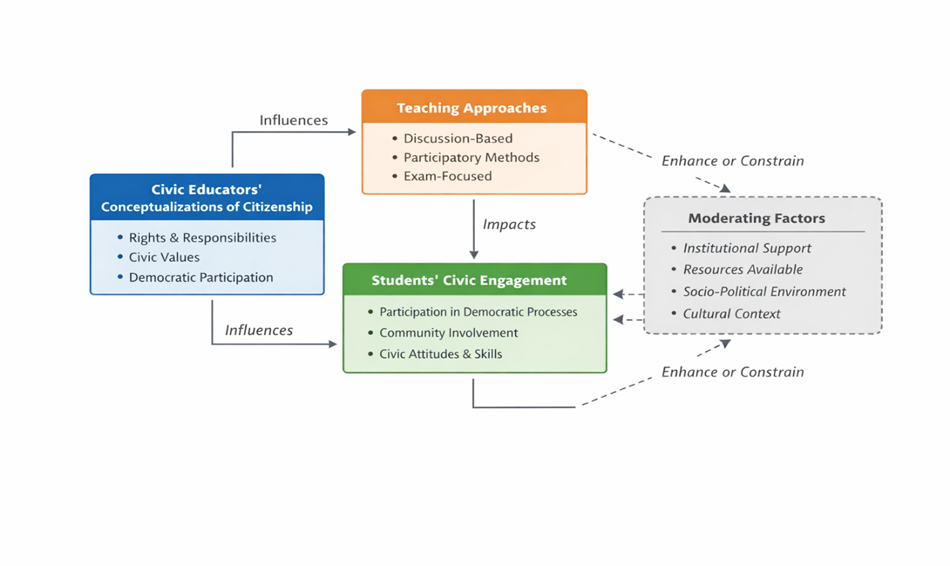 Teaching Approaches
Influences
• Discussion-Based
• Participatory Methods
• Exam-Focused
Enhance or Constrain
Civic Educators'
Conceptualizations of Citizenship
• Rights & Responsibilities
• Civic Values
• Democratic Participation
Impacts
Moderating Factors
• Institutional Support
• Resources Available
• Socio-Political Environment
• Cultural Context
Students' Civic Engagement
• Participation in Democratic Processes
• Community Involvement
• Civic Attitudes & Skills
Influences
Enhance or Constrain